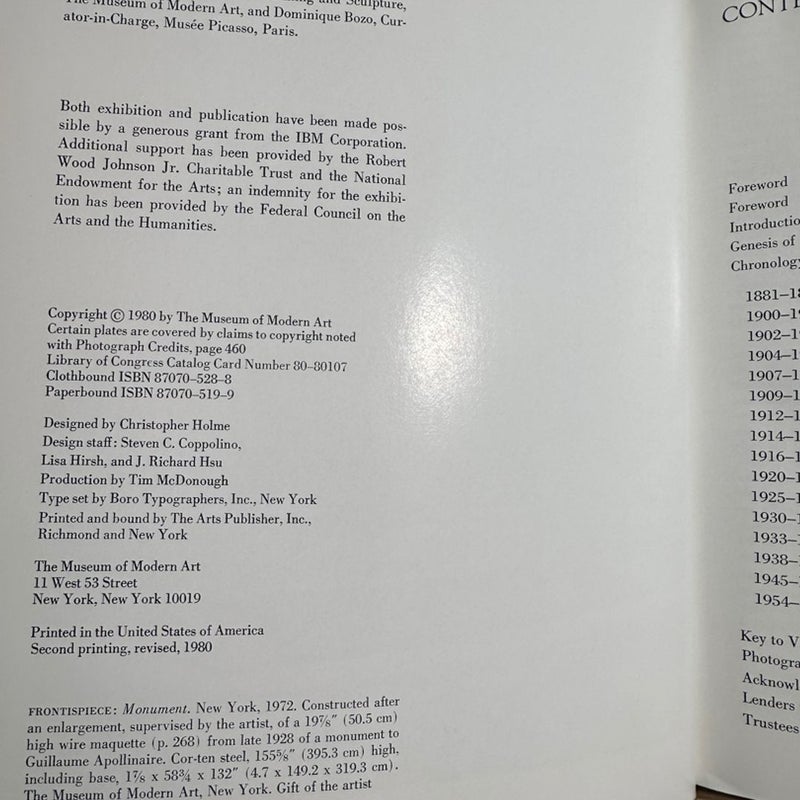 The Museum of Modern Art, and Dominique Bozo, Cur-
ator-in-Charge, Musée Picasso, Paris.
Both exhibition and publication have been made pos-
sible by a generous grant from the IBM Corporation.
Additional support has been provided by the Robert
Wood Johnson Jr. Charitable Trust and the National
Endowment for the Arts; an indemnity for the exhibi-
tion has been provided by the Federal Council on the
Arts and the Humanities.
Copyright © 1980 by The Museum of Modern Art
Certain plates are covered by claims to copyright noted
with Photograph Credits, page 460
Library of Congress Catalog Card Number 80–80107
Clothbound ISBN 87070–528–8
Paperbound ISBN 87070–519–9
Designed by Christopher Holme
Design staff: Steven C. Coppolino,
Lisa Hirsh, and J. Richard Hsu
Production by Tim McDonough
Type set by Boro Typographers, Inc., New York
Printed and bound by The Arts Publisher, Inc.,
Richmond and New York
The Museum of Modern Art
11 West 53 Street
New York, New York 10019
Printed in the United States of America
Second printing, revised, 1980
FRONTISPIECE: Monument. New York, 1972. Constructed after
an enlargement, supervised by the artist, of a 19⅞″ (50.5 cm)
high wire maquette (p. 268) from late 1928 of a monument to
Guillaume Apollinaire. Cor-ten steel, 155⅝″ (395.3 cm) high,
including base, 1⅞ x 58¾ x 132″ (4.7 x 149.2 x 319.3 cm).
The Museum of Modern Art, New York. Gift of the artist
Foreword
Foreword
Genesis of
1881–18
1900–1
1902–1
1904–1
1907–1
1909–1
1912–1
1914–1
1916–1
1920–1
1925–1
1930–1
1933–
1938–
1945–
1954–
Key to V
Lenders
Trustees